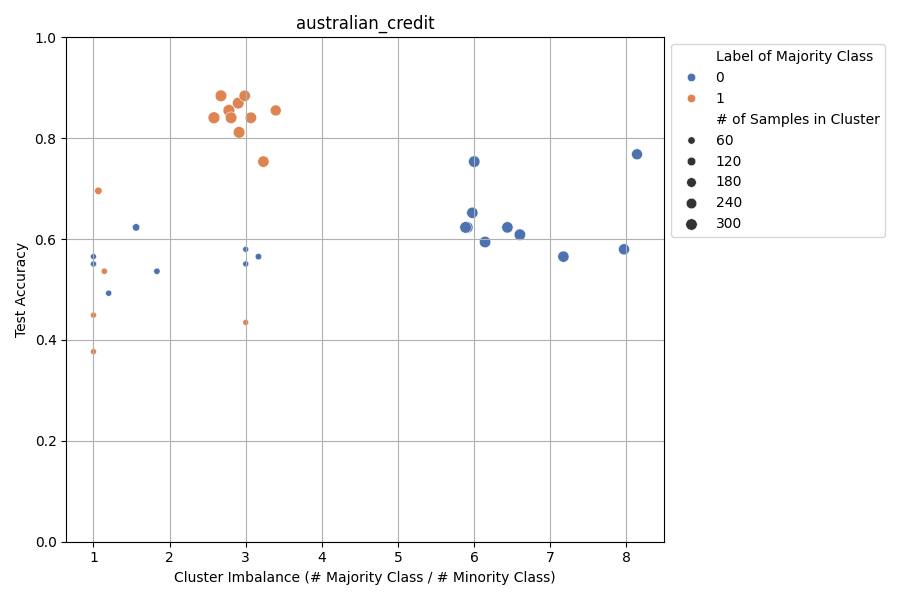 australian_credit
Test Accuracy
1.0
0.8
0.6
0.4
0.2
0.0
1 2 3 4 5 6 7 8
Cluster Imbalance (# Majority Class / # Minority Class)
Label of Majority Class
0
1
# of Samples in Cluster
60
120
180
240
300